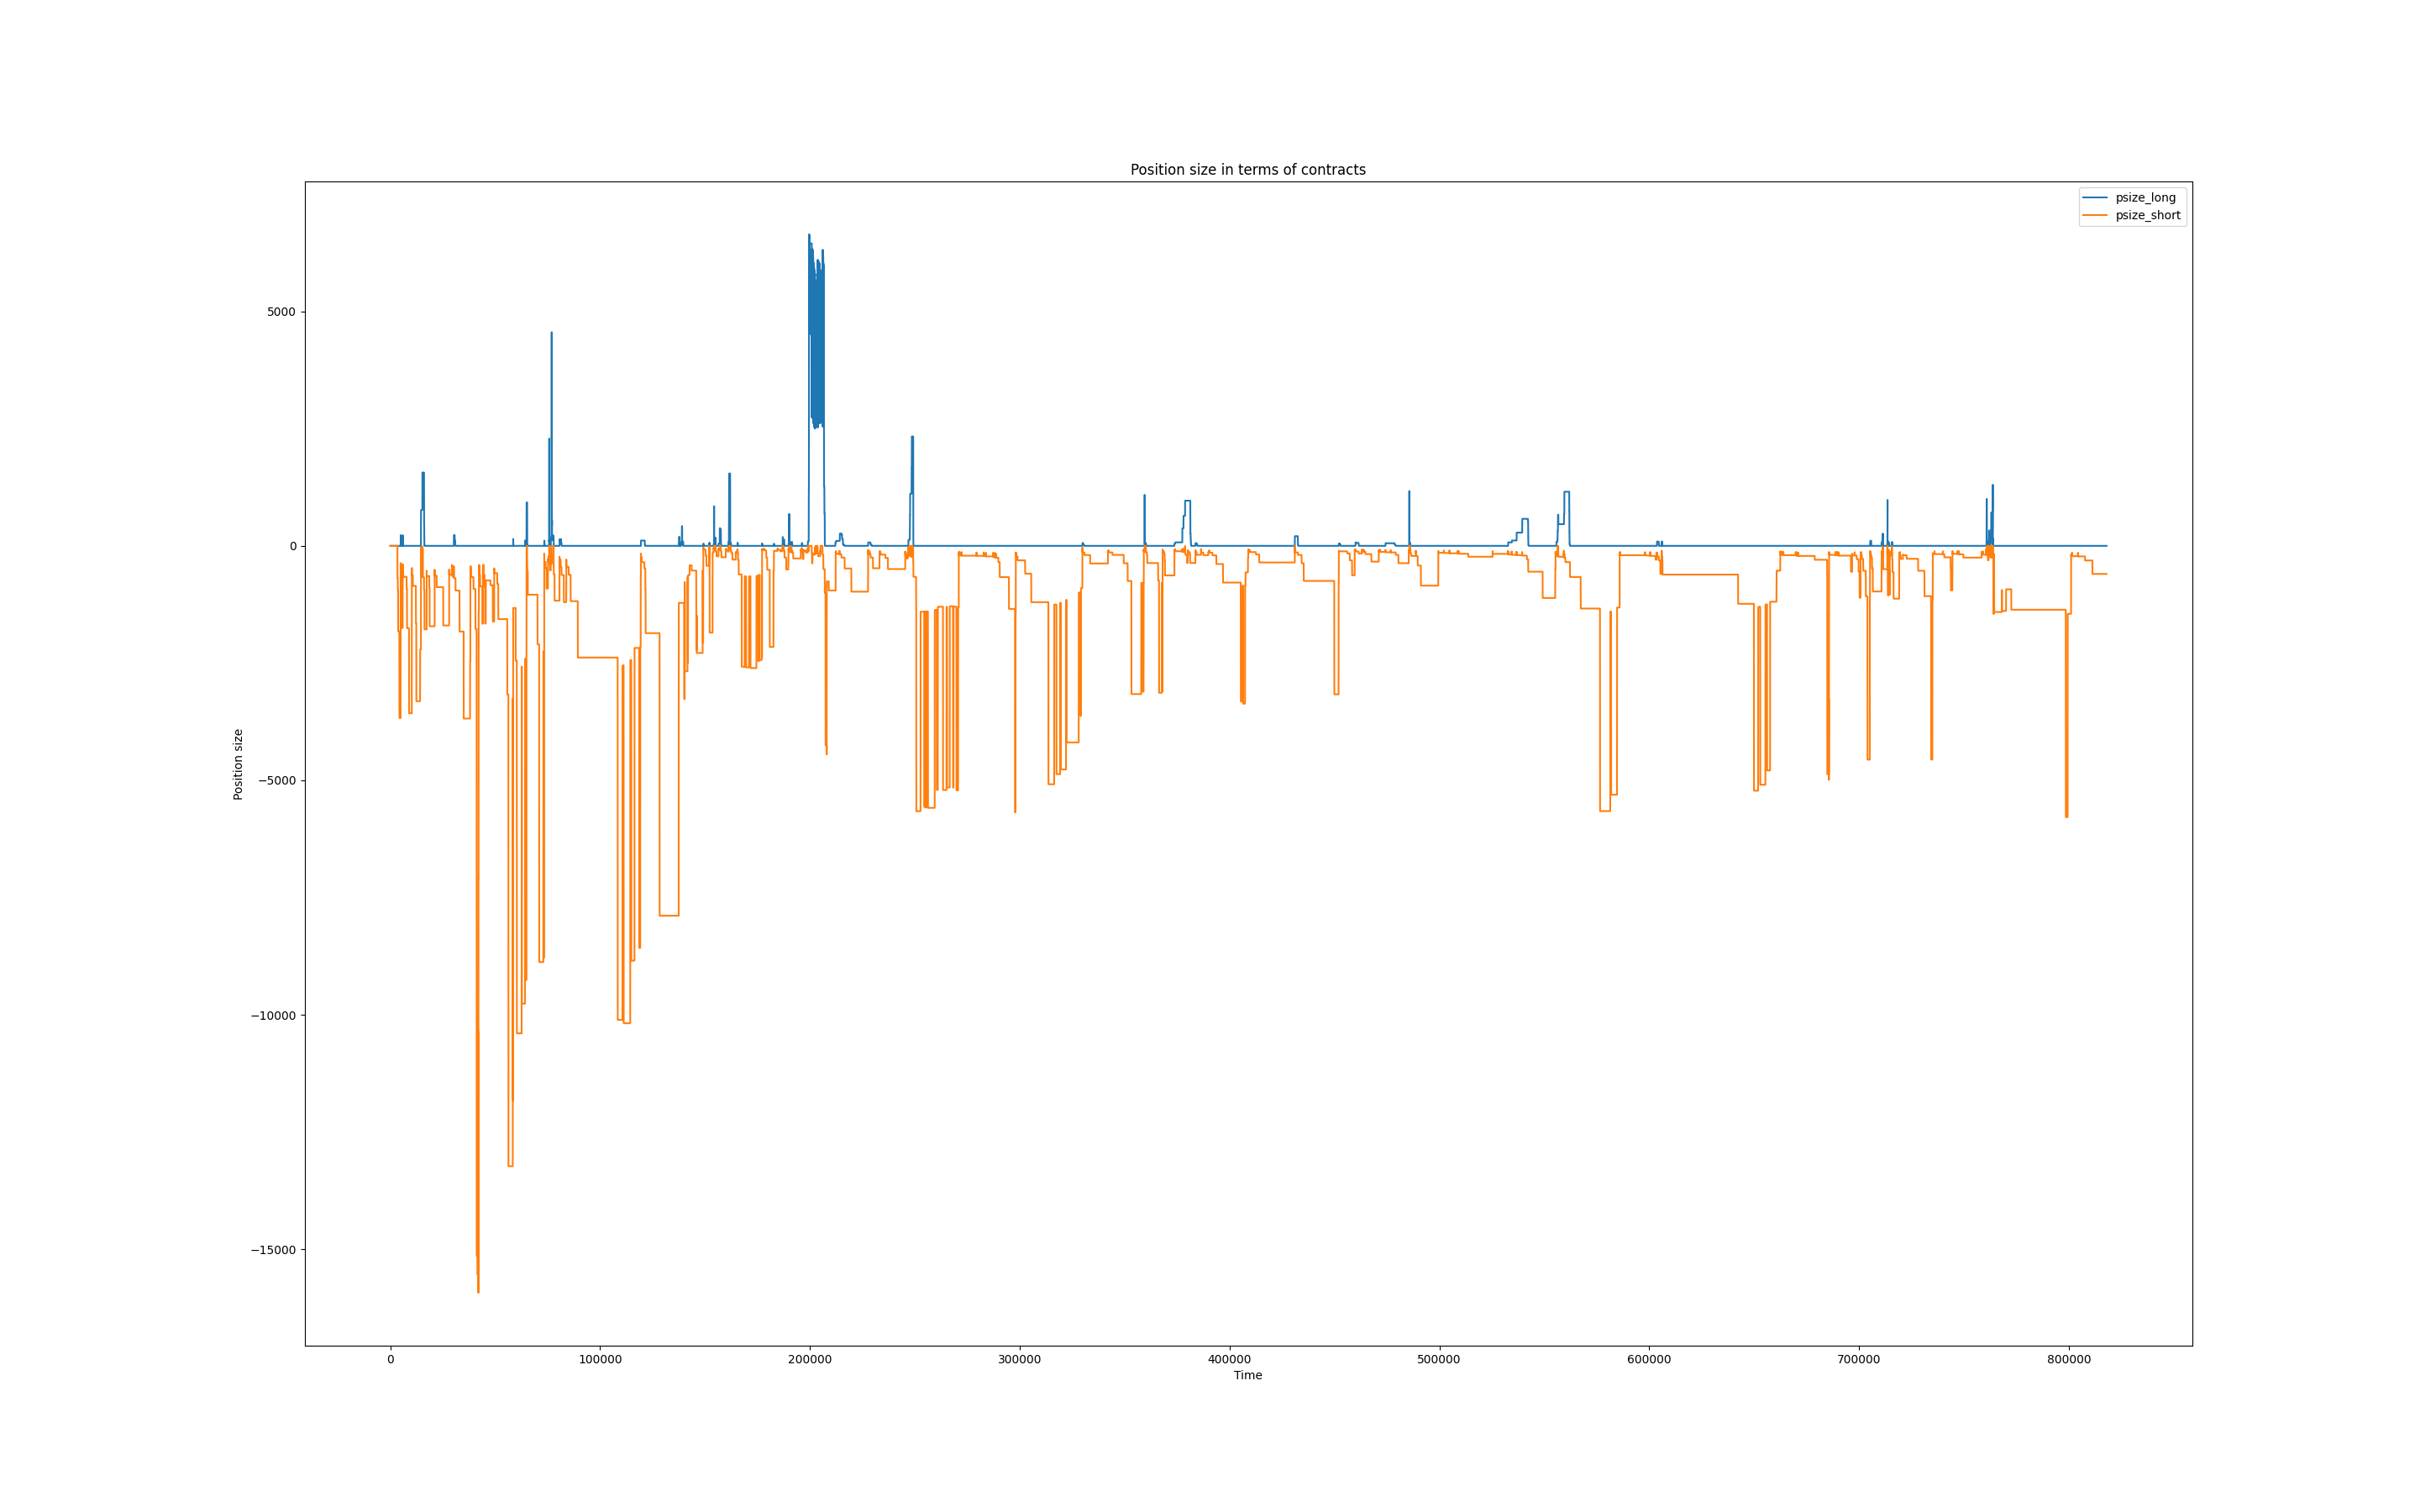 Position size in terms of contracts
psize_long
psize_short
5000
0
−5000
−10000
−15000
Position size
0 100000 200000 300000 400000 500000 600000 700000 800000
Time